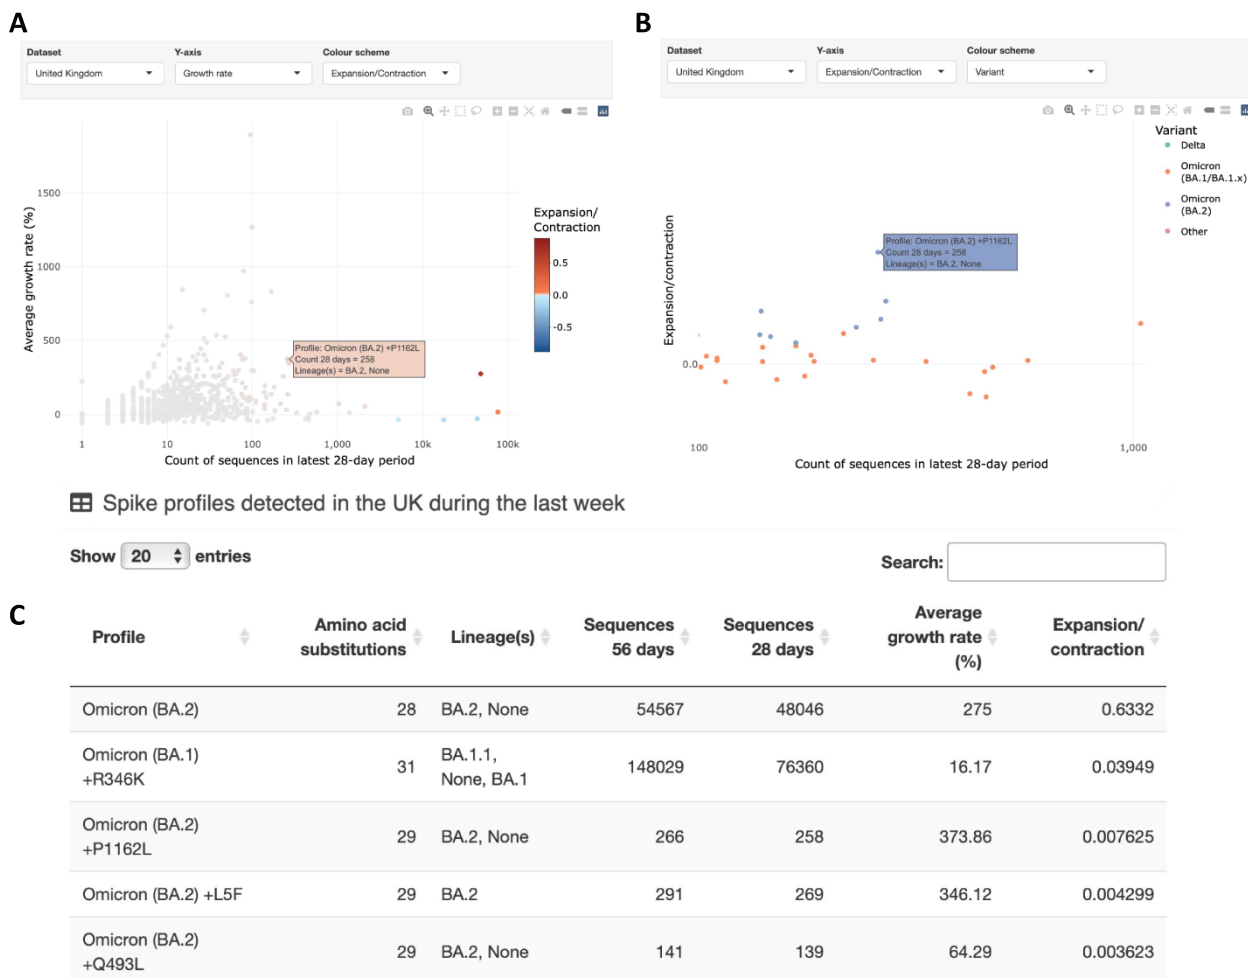 A
Dataset
Y-axis
Colour scheme
United Kingdom
Growth rate
Expansion/Contraction
Average growth rate (%)
1500
1000
500
0
Profile: Omicron (BA.2) +P1162L
Count 28 days = 258
Lineage(s) = BA.2, None
1
10
100
1,000
10k
100k
Count of sequences in latest 28-day period
Expansion/
Contraction
0.5
0.0
-0.5
B
Dataset
Y-axis
Colour scheme
United Kingdom
Expansion/Contraction
Variant
Expansion/contraction
0.0
Profile: Omicron (BA.2) +P1162L
Count 28 days = 258
Lineage(s) = BA.2, None
100
1,000
Count of sequences in latest 28-day period
Variant
Delta
Omicron
(BA.1/BA.1.x)
Omicron
(BA.2)
Other
Spike profiles detected in the UK during the last week
Show 20 entries
Search:
C
Profile
Amino acid
substitutions
Lineage(s)
Sequences
56 days
Sequences
28 days
Average
growth rate
(%)
Expansion/
contraction
Omicron (BA.2) 28 BA.2, None 54567 48046 275 0.6332
Omicron (BA.1)
+R346K
31
BA.1.1,
None, BA.1
148029 76360 16.17 0.03949
Omicron (BA.2)
+P1162L
29 BA.2, None 266 258 373.86 0.007625
Omicron (BA.2) +L5F 29 BA.2 291 269 346.12 0.004299
Omicron (BA.2)
+Q493L
29 BA.2, None 141 139 64.29 0.003623